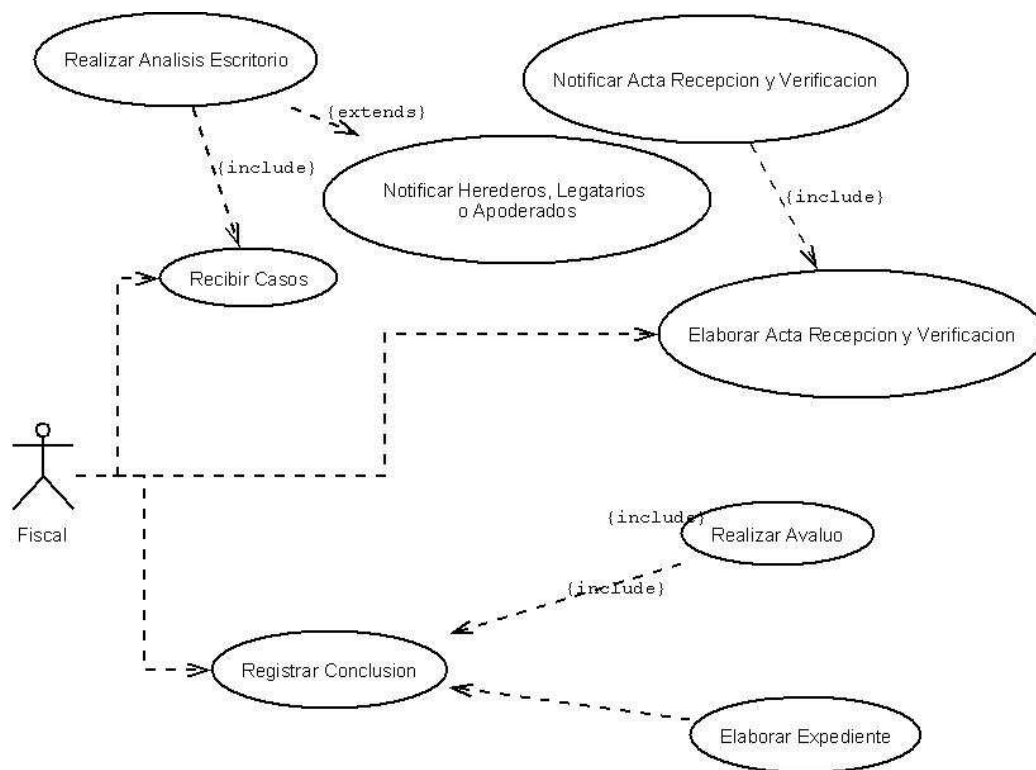 Realizar Analisis Escritorio
Notificar Acta Recepcion y Verificacion
{extends}
{include}
Notificar Herederos, Legatarios
o Apoderados
{include}
Recibir Casos
Elaborar Acta Recepcion y Verificacion
Fiscal
{include}
Realizar Avaluo
{include}
Registrar Conclusion
Elaborar Expediente